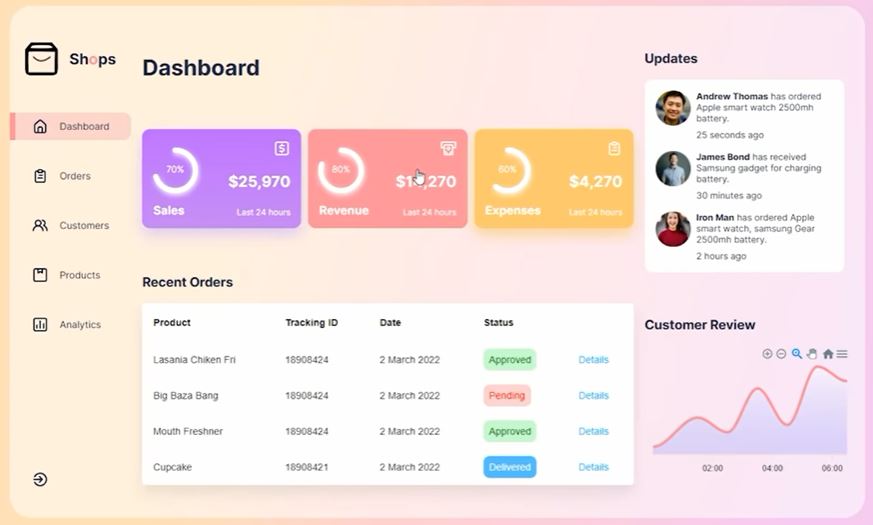 Shops
Dashboard
Orders
Customers
Products
Analytics
Dashboard
70%
$25,970
Sales
Last 24 hours
80%
Revenue
Last 24 hours
60%
$4,270
Expenses
Last 24 hours
Recent Orders
Product Tracking ID Date Status
Lasania Chiken Fri 18908424 2 March 2022 Approved Details
Big Baza Bang 18908424 2 March 2022 Pending Details
Mouth Freshner 18908424 2 March 2022 Approved Details
Cupcake 18908421 2 March 2022 Delivered Details
Updates
Andrew Thomas has ordered
Apple smart watch 2500mh
battery.
25 seconds ago
James Bond has received
Samsung gadget for charging
battery.
30 minutes ago
Iron Man has ordered Apple
smart watch, samsung Gear
2500mh battery.
2 hours ago
Customer Review
02:00 04:00 06:00